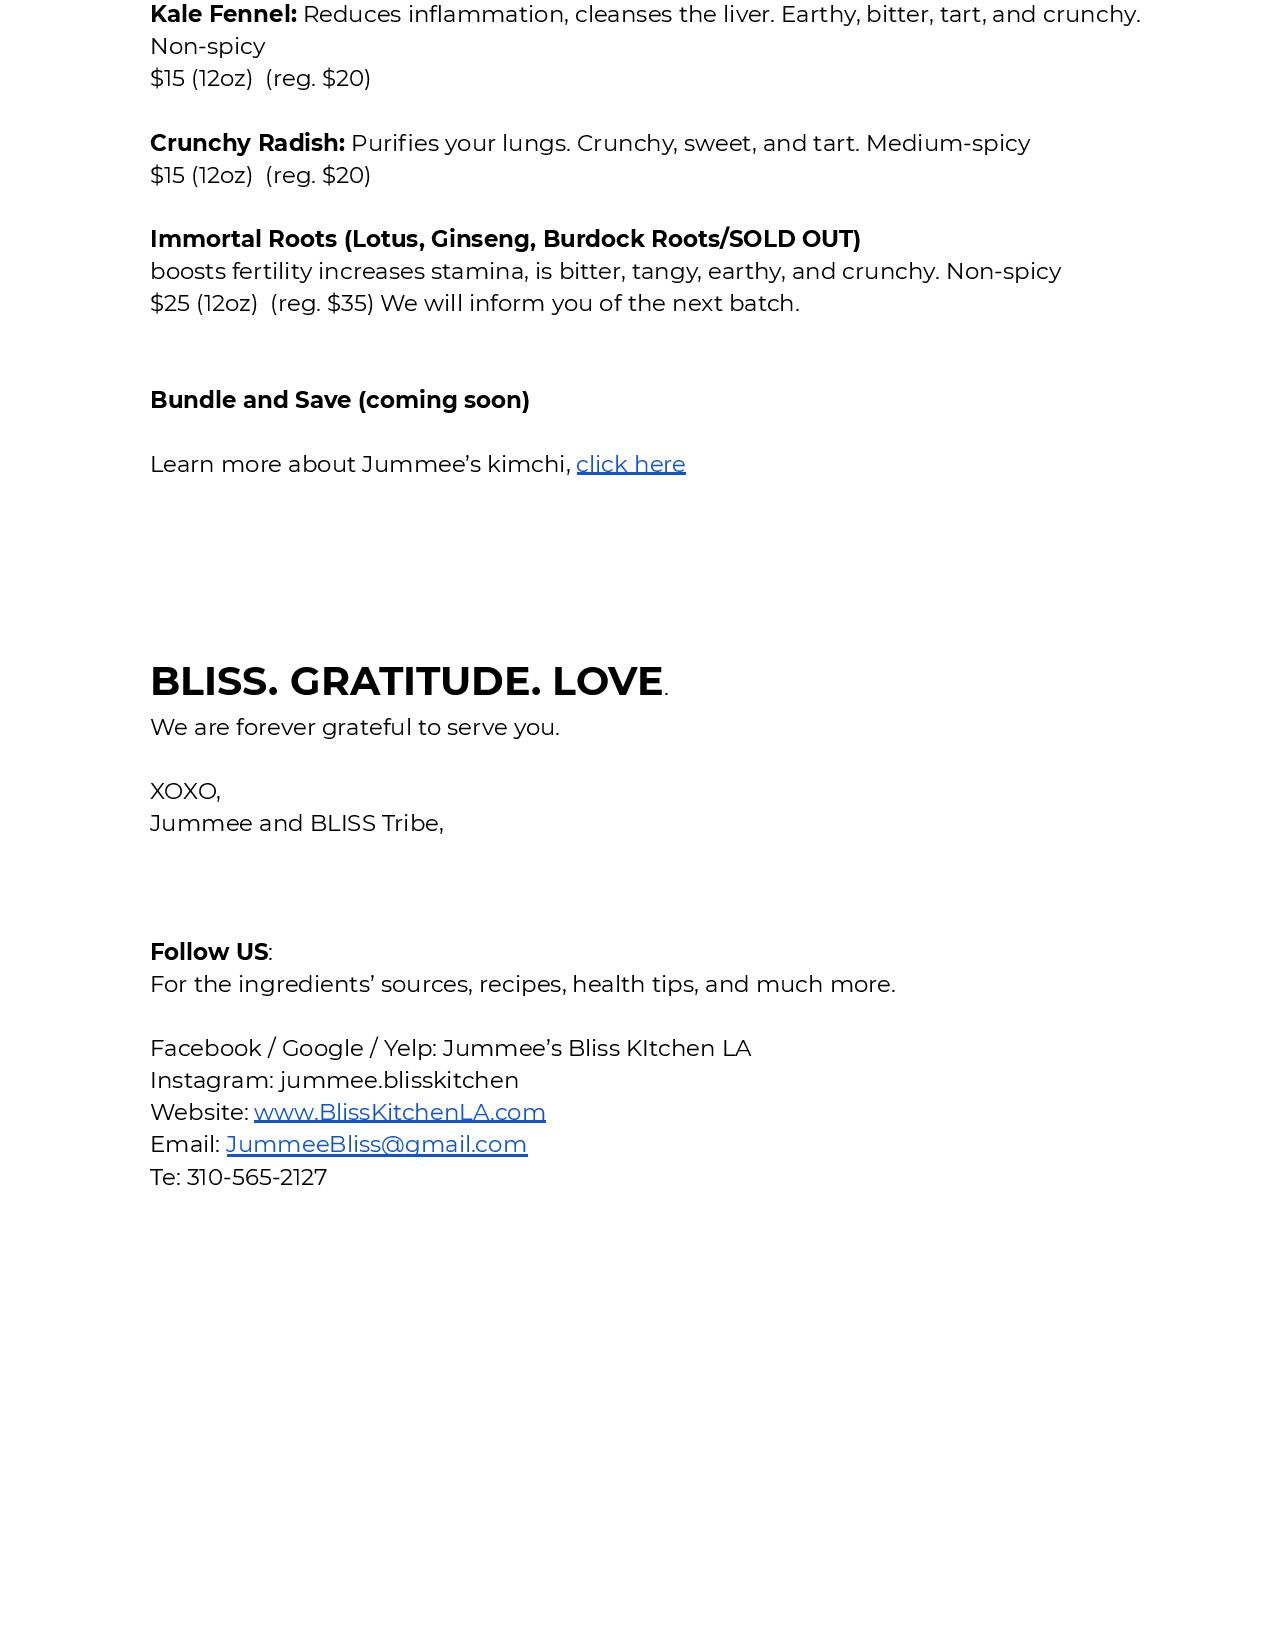 Kale Fennel: Reduces inflammation, cleanses the liver. Earthy, bitter, tart, and crunchy.
Non-spicy
$15 (12oz)  (reg. $20)
Crunchy Radish: Purifies your lungs. Crunchy, sweet, and tart. Medium-spicy
$15 (12oz)  (reg. $20)
Immortal Roots (Lotus, Ginseng, Burdock Roots/SOLD OUT)
boosts fertility increases stamina, is bitter, tangy, earthy, and crunchy. Non-spicy
$25 (12oz)  (reg. $35) We will inform you of the next batch.
Bundle and Save (coming soon)
Learn more about Jummee’s kimchi, click here
BLISS. GRATITUDE. LOVE.
We are forever grateful to serve you.
XOXO,
Jummee and BLISS Tribe,
Follow US:
For the ingredients’ sources, recipes, health tips, and much more.
Facebook / Google / Yelp: Jummee’s Bliss KItchen LA
Instagram: jummee.blisskitchen
Website: www.BlissKitchenLA.com
Email: JummeeBliss@gmail.com
Te: 310-565-2127